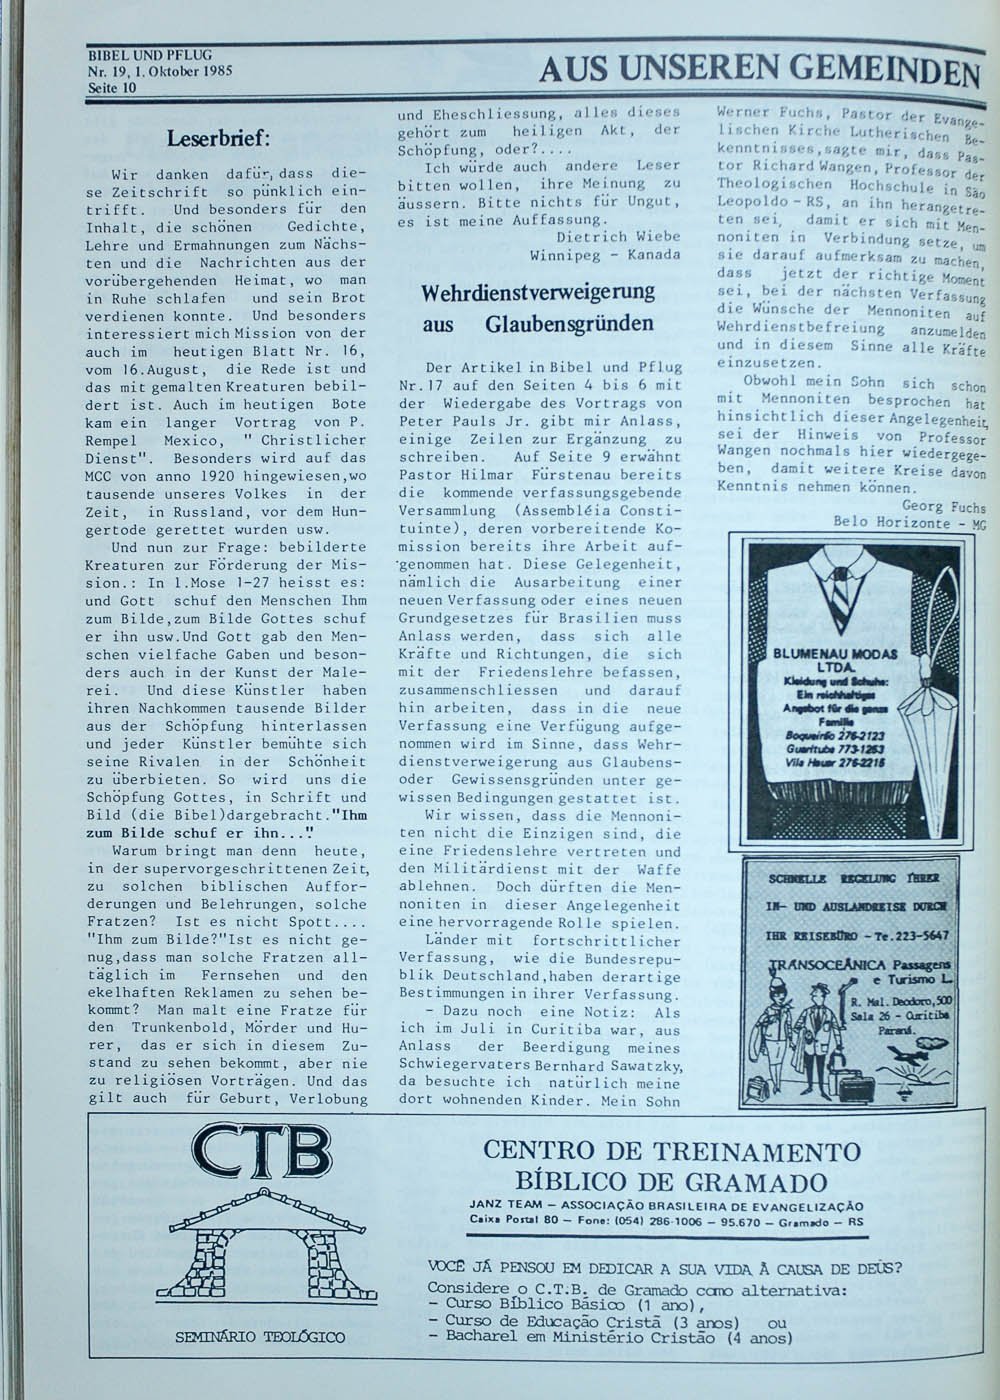 BIBEL UND PFLUG
Nr. 19, 1. Oktober 1985
Seite 10
AUS UNSEREN GEMEINDEN
Leserbrief:
Wir danken dafür, dass die-
se Zeitschrift so pünklich ein-
trifft. Und besonders für den
Inhalt, die schönen Gedichte,
Lehre und Ermahnungen zum Nächs-
ten und die Nachrichten aus der
vorübergehenden Heimat, wo man
in Ruhe schlafen und sein Brot
verdienen konnte. Und besonders
interessiert mich Mission von der
auch im heutigen Blatt Nr. 16,
vom 16.August, die Rede ist und
das mit gemalten Kreaturen bebil-
dert ist. Auch im heutigen Bote
kam ein langer Vortrag von P.
Rempel Mexico, " Christlicher
Dienst". Besonders wird auf das
MCC von anno 1920 hingewiesen,wo
tausende unseres Volkes in der
Zeit, in Russland, vor dem Hun-
gertode gerettet wurden usw.
Und nun zur Frage: bebilderte
Kreaturen zur Förderung der Mis-
sion.: In 1.Mose 1-27 heisst es:
und Gott schuf den Menschen Ihm
zum Bilde,zum Bilde Gottes schuf
er ihn usw.Und Gott gab den Men-
schen vielfache Gaben und beson-
ders auch in der Kunst der Male-
rei. Und diese Künstler haben
ihren Nachkommen tausende Bilder
aus der Schöpfung hinterlassen
und jeder Künstler bemühte sich
seine Rivalen in der Schönheit
zu überbieten. So wird uns die
Schöpfung Gottes, in Schrift und
Bild (die Bibel)dargebracht."Ihm
zum Bilde schuf er ihn..."
Warum bringt man denn heute,
in der supervorgeschrittenen Zeit,
zu solchen biblischen Auffor-
derungen und Belehrungen, solche
Fratzen? Ist es nicht Spott....
"Ihm zum Bilde?"Ist es nicht ge-
nug,dass man solche Fratzen all-
täglich im Fernsehen und den
ekelhaften Reklamen zu sehen be-
kommt? Man malt eine Fratze für
den Trunkenbold, Mörder und Hu-
rer, das er sich in diesem Zu-
stand zu sehen bekommt, aber nie
zu religiösen Vorträgen. Und das
gilt auch für Geburt, Verlobung
und Eheschliessung, alles dieses
gehört zum heiligen Akt, der
Schöpfung, oder?....
Ich würde auch andere Leser
bitten wollen, ihre Meinung zu
äussern. Bitte nichts für Ungut,
es ist meine Auffassung.
Dietrich Wiebe
Winnipeg - Kanada
Wehrdienstverweigerung
aus Glaubensgründen
Der Artikel in Bibel und Pflug
Nr.17 auf den Seiten 4 bis 6 mit
der Wiedergabe des Vortrags von
Peter Pauls Jr. gibt mir Anlass,
einige Zeilen zur Ergänzung zu
schreiben. Auf Seite 9 erwähnt
Pastor Hilmar Fürstenau bereits
die kommende verfassungsgebende
Versammlung (Assembléia Consti-
tuinte), deren vorbereitende Ko-
mission bereits ihre Arbeit auf-
genommen hat. Diese Gelegenheit,
nämlich die Ausarbeitung einer
neuen Verfassung oder eines neuen
Grundgesetzes für Brasilien muss
Anlass werden, dass sich alle
Kräfte und Richtungen, die sich
mit der Friedenslehre befassen,
zusammenschliessen und darauf
hin arbeiten, dass in die neue
Verfassung eine Verfügung aufge-
nommen wird im Sinne, dass Wehr-
dienstverweigerung aus Glaubens-
oder Gewissensgründen unter ge-
wissen Bedingungen gestattet ist.
Wir wissen, dass die Mennoni-
ten nicht die Einzigen sind, die
eine Friedenslehre vertreten und
den Militärdienst mit der Waffe
ablehnen. Doch dürften die Men-
noniten in dieser Angelegenheit
eine hervorragende Rolle spielen.
Länder mit fortschrittlicher
Verfassung, wie die Bundesrepu-
blik Deutschland,haben derartige
Bestimmungen in ihrer Verfassung.
- Dazu noch eine Notiz: Als
ich im Juli in Curitiba war, aus
Anlass der Beerdigung meines
Schwiegervaters Bernhard Sawatzky,
da besuchte ich natürlich meine
dort wohnenden Kinder. Mein Sohn
Werner Fuchs, Pastor der Evange-
lischen Kirche Lutherischen Be-
kenntnisses,sagte mir, dass Pas-
tor Richard Wangen, Professor der
Theologischen Hochschule in São
Leopoldo - RS, an ihn herangetre-
ten sei, damit er sich mit Men-
noniten in Verbindung setze, um
sie darauf aufmerksam zu machen,
dass jetzt der richtige Moment
sei, bei der nächsten Verfassung
die Wünsche der Mennoniten auf
Wehrdienstbefreiung anzumelden
und in diesem Sinne alle Kräfte
einzusetzen.
Obwohl mein Sohn sich schon
mit Mennoniten besprochen hat
hinsichtlich dieser Angelegenheit,
sei der Hinweis von Professor
Wangen nochmals hier wiedergege-
ben, damit weitere Kreise davon
Kenntnis nehmen können.
Georg Fuchs
Belo Horizonte - MG
BLUMENAU MODAS
LTDA.
Kleidung und Schuhe:
Ein reichhaltiges
Angebot für die ganze
Familie
Boqueirão 276-2123
Guarituba 773-1253
Vila Hauer 276-2215
SCHNELLE REGELUNG IHRER
IN- UND AUSLANDREISE DURCH
IHR REISEBÜRO - Te. 223-5647
TRANSOCEÂNICA Passagens
e Turismo L.
R. Mal. Deodoro, 500
Sala 26 - Curitiba
Paraná.
CTB
SEMINÁRIO TEOLÓGICO
CENTRO DE TREINAMENTO
BÍBLICO DE GRAMADO
JANZ TEAM - ASSOCIAÇÃO BRASILEIRA DE EVANGELIZAÇÃO
Caixa Postal 80 - Fone: (054) 286-1006 - 95.670 - Gramado - RS
VOCÊ JÁ PENSOU EM DEDICAR A SUA VIDA À CAUSA DE DEUS?
Considere o C.T.B. de Gramado como alternativa:
- Curso Bíblico Básico (1 ano),
- Curso de Educação Cristã (3 anos) ou
- Bacharel em Ministério Cristão (4 anos)